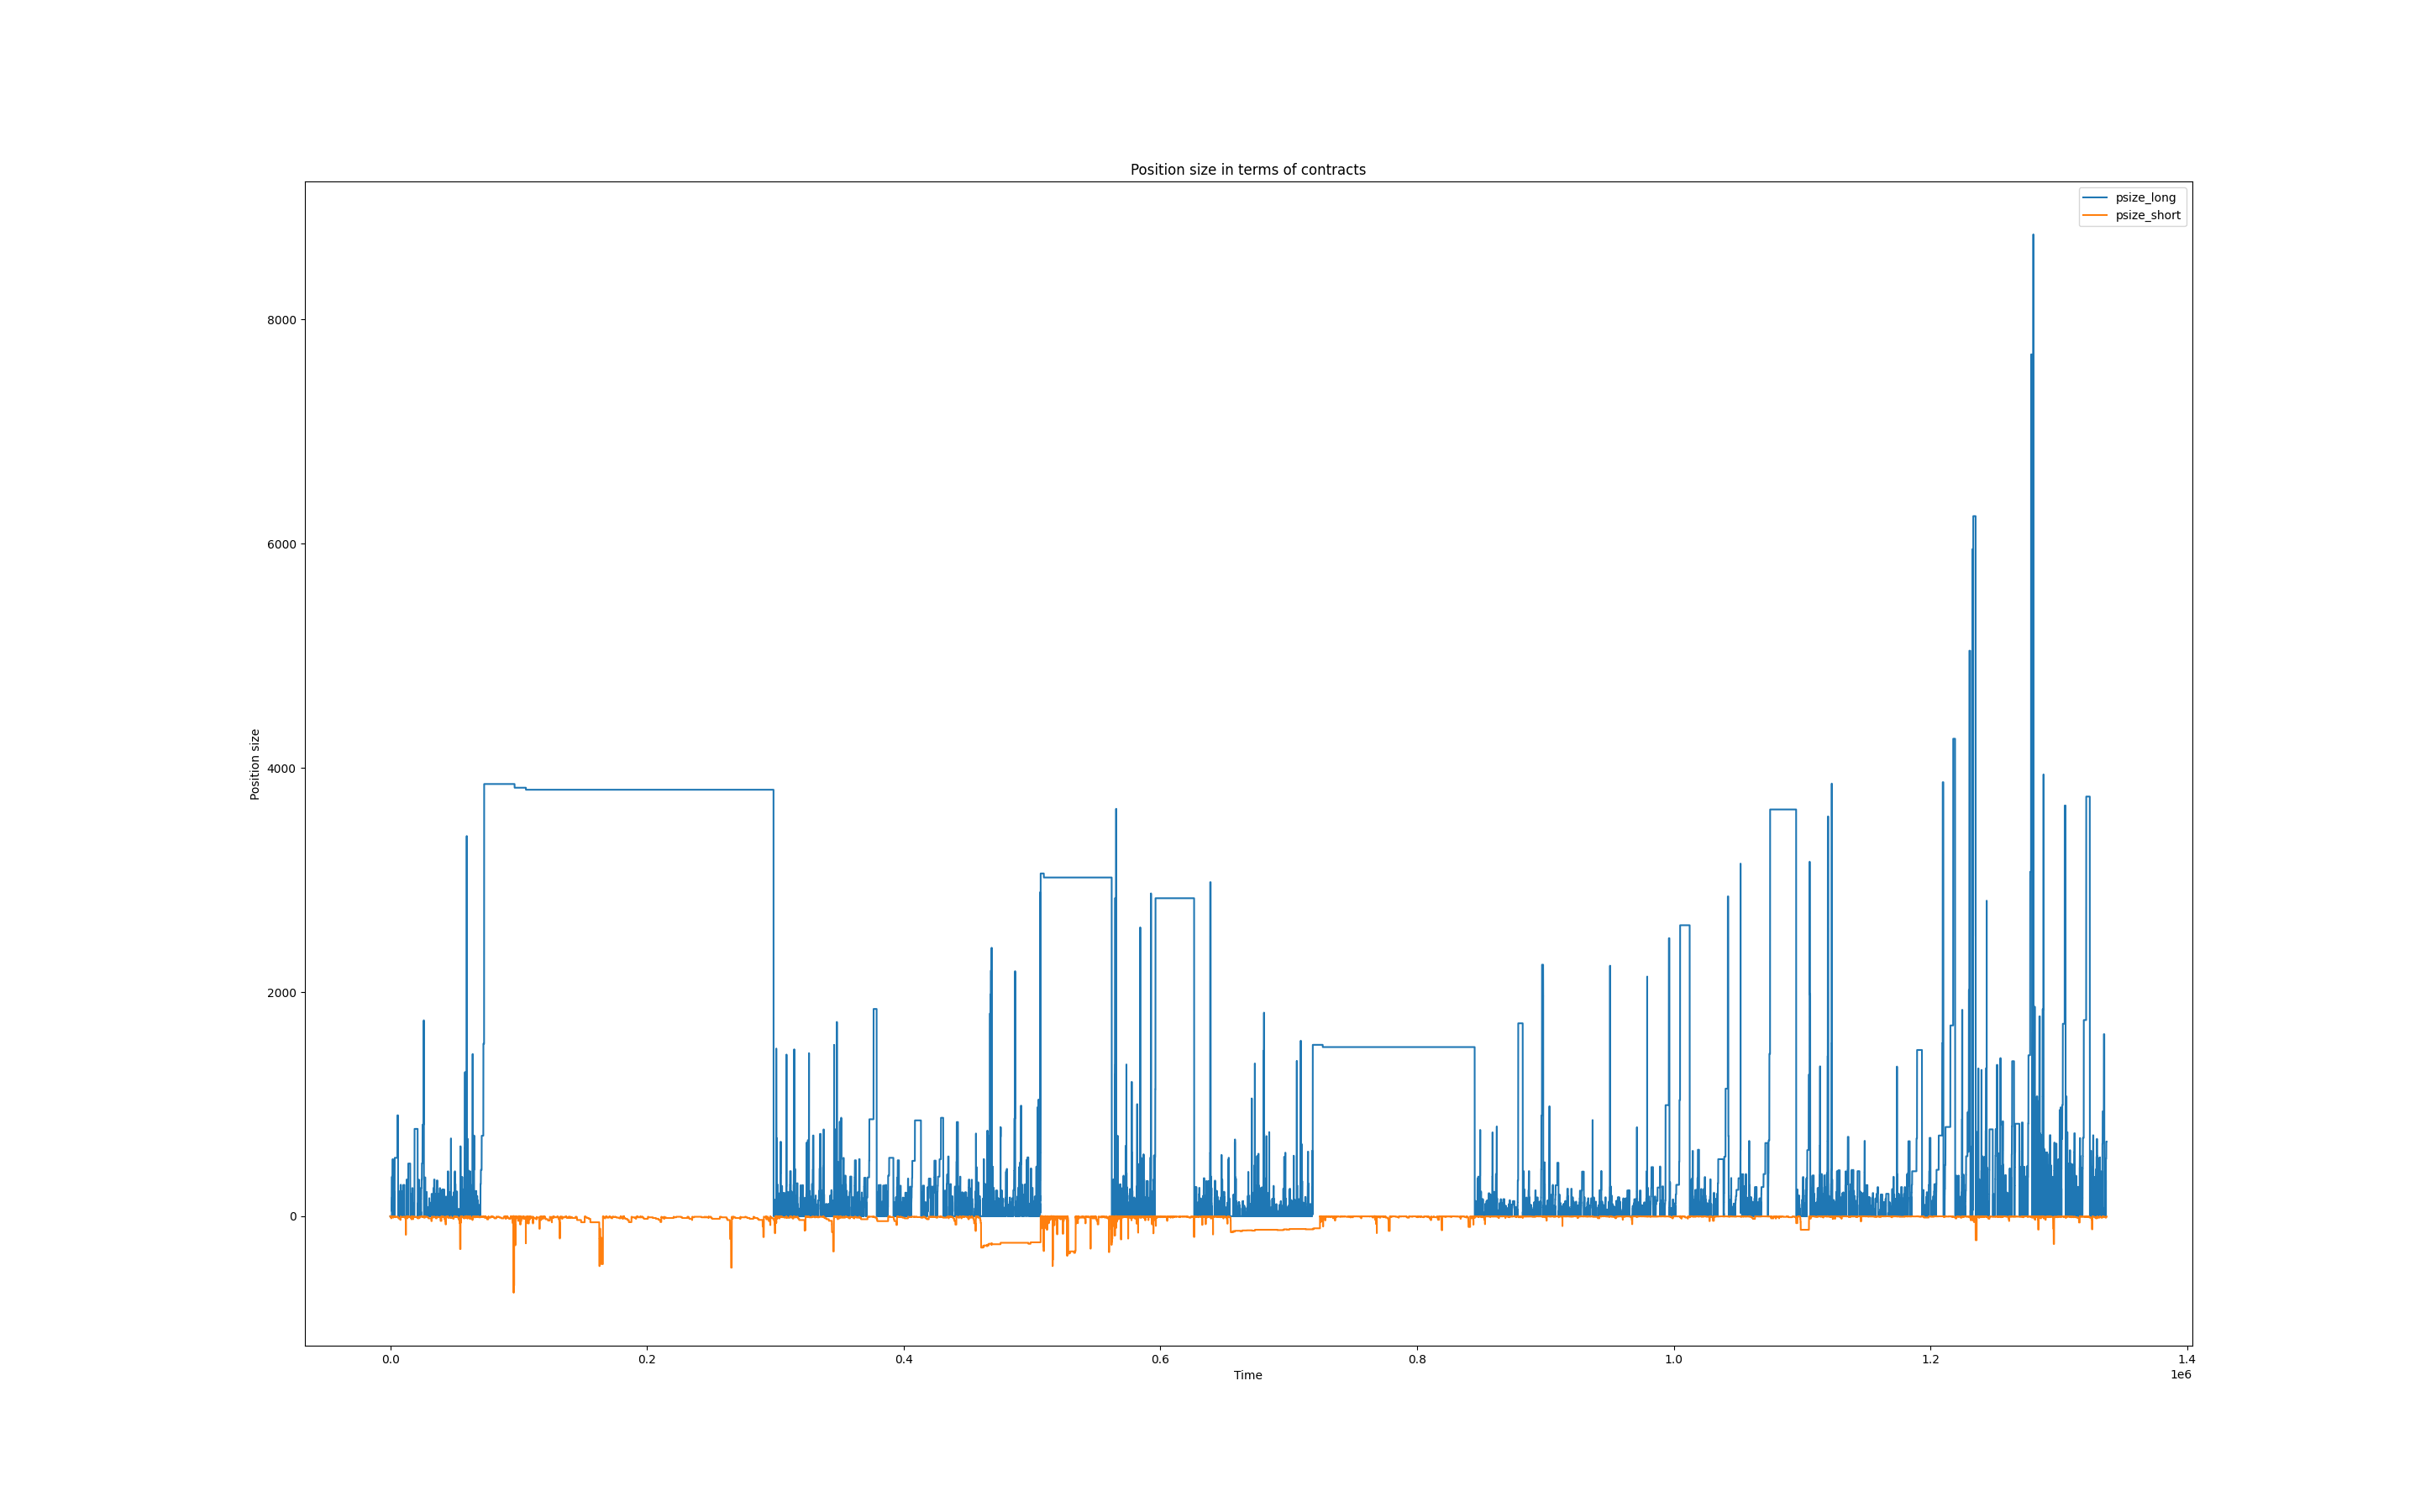 Position size in terms of contracts
psize_long
psize_short
8000
6000
4000
2000
0
Position size
0.0 0.2 0.4 0.6 0.8 1.0 1.2 1.4
Time
1e6